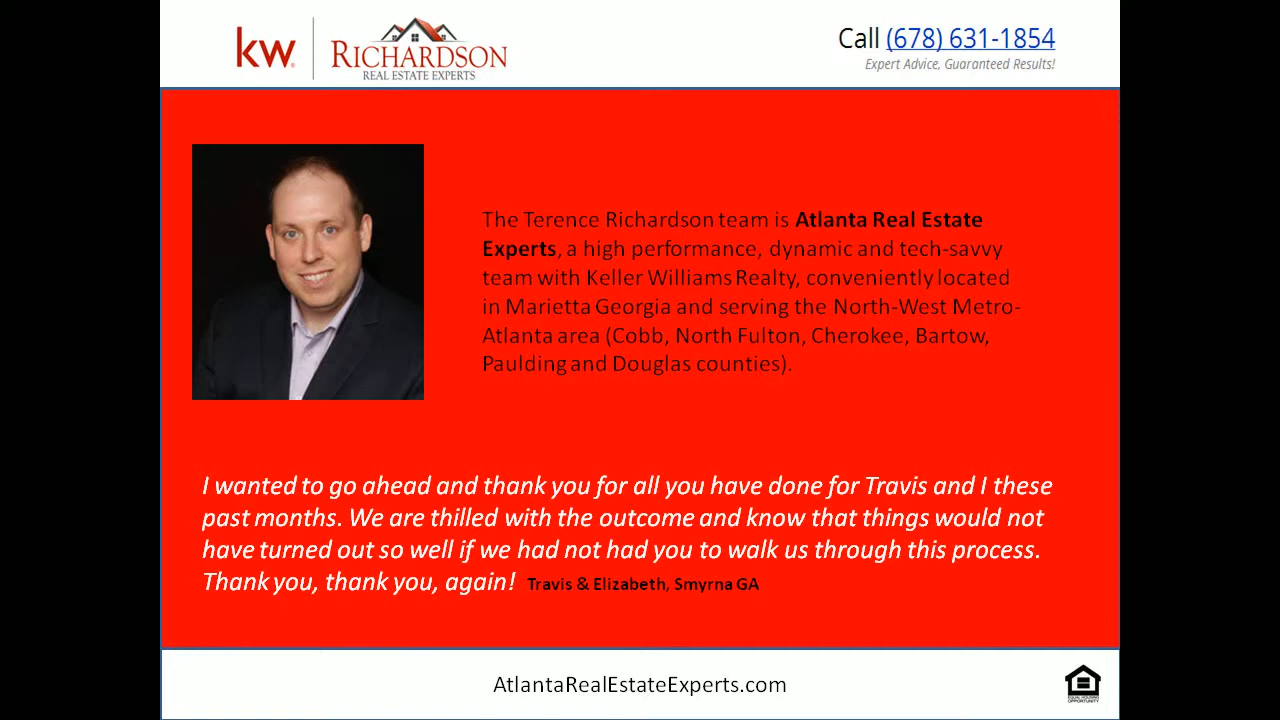 kw
RICHARDSON
REAL ESTATE EXPERTS
Call (678) 631-1854
Expert Advice, Guaranteed Results!
The Terence Richardson team is Atlanta Real Estate
Experts, a high performance, dynamic and tech-savvy
team with Keller Williams Realty, conveniently located
in Marietta Georgia and serving the North-West Metro-
Atlanta area (Cobb, North Fulton, Cherokee, Bartow,
Paulding and Douglas counties).
I wanted to go ahead and thank you for all you have done for Travis and I these
past months. We are thilled with the outcome and know that things would not
have turned out so well if we had not had you to walk us through this process.
Thank you, thank you, again! Travis & Elizabeth, Smyrna GA
AtlantaRealEstateExperts.com
EQUAL HOUSING
OPPORTUNITY